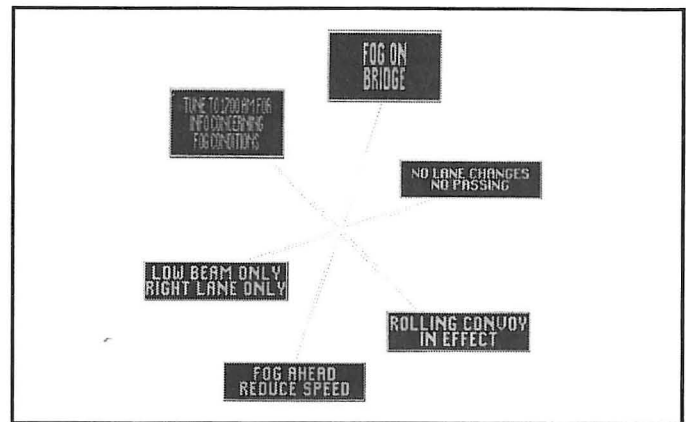 FOG ON
BRIDGE
TUNE TO 1700 AM FOR
INFO CONCERNING
FOG CONDITIONS
NO LANE CHANGES
NO PASSING
LOW BEAM ONLY
RIGHT LANE ONLY
ROLLING CONVOY
IN EFFECT
FOG AHEAD
REDUCE SPEED